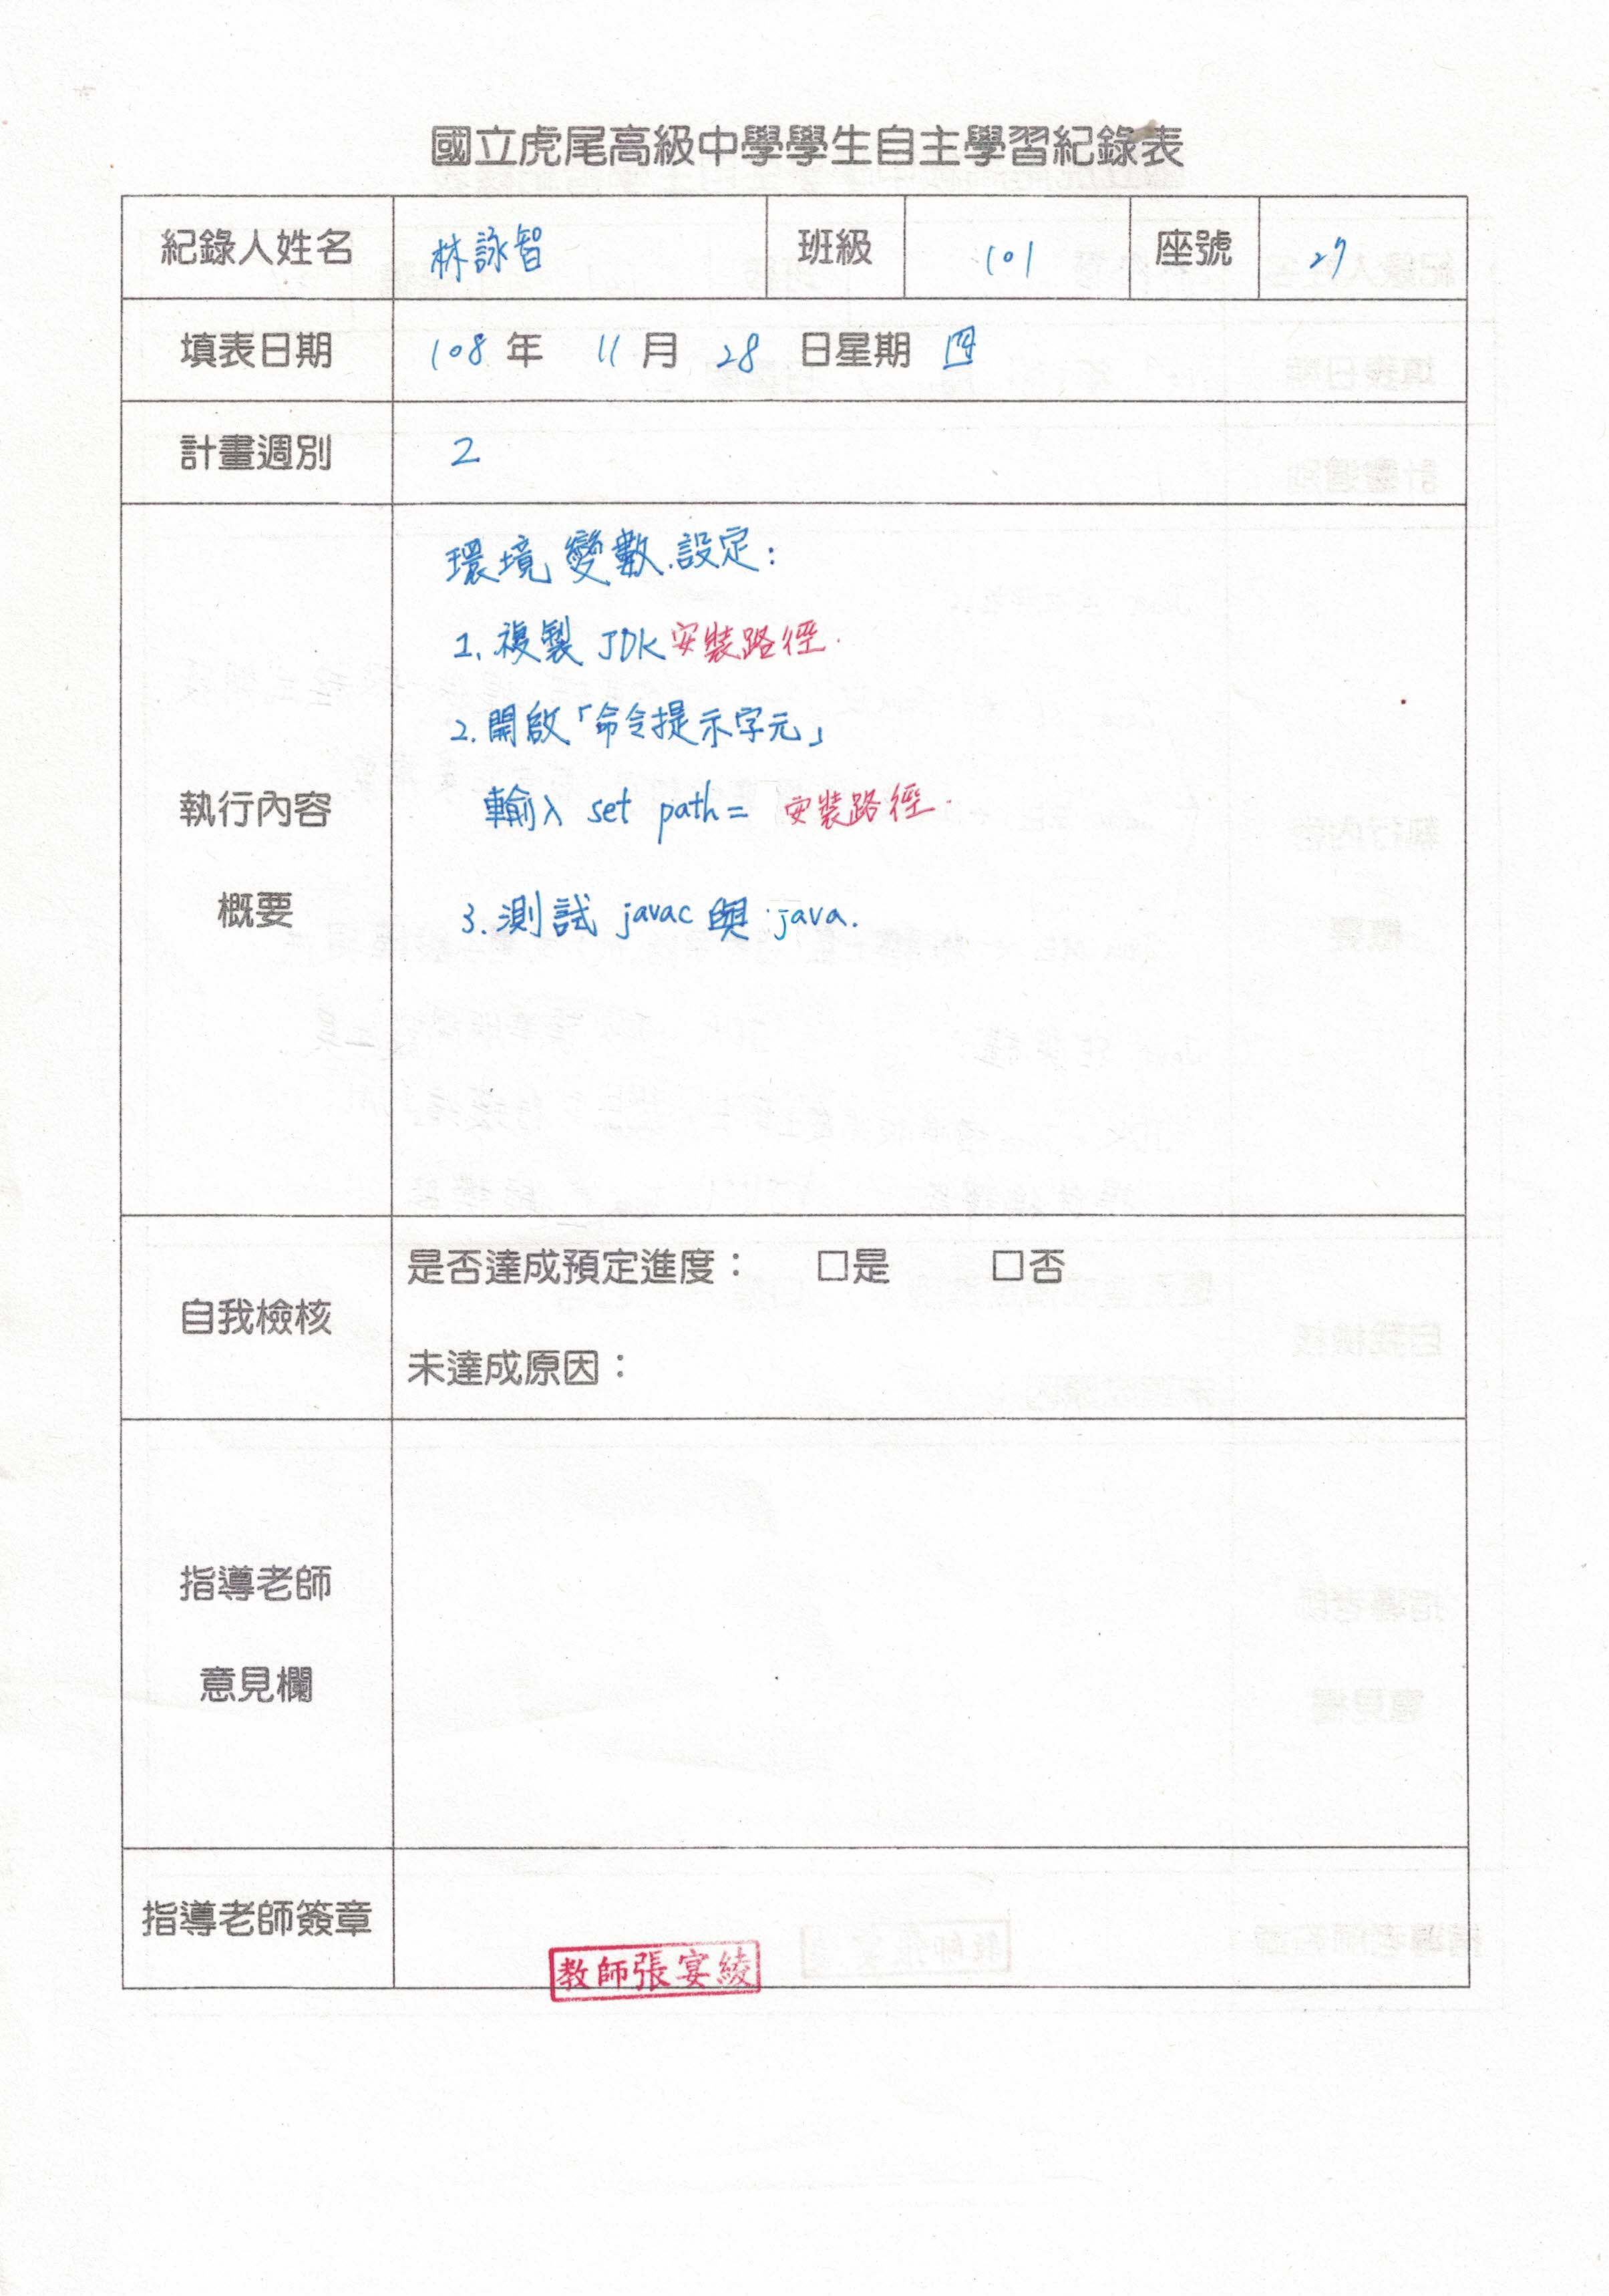 國立虎尾高級中學學生自主學習紀錄表
紀錄人姓名 林詠智 班級 101 座號 27
填表日期 108 年 11 月 28 日星期 四
計畫週別 2
執行內容
概要
環境變數設定:
1. 複製 JDK 安裝路徑.
2. 開啟「命令提示字元」
輸入 set path= 安裝路徑.
3. 測試 javac 與 java.
自我檢核
是否達成預定進度： □是 □否
未達成原因：
指導老師
意見欄
指導老師簽章
教師張宴綾